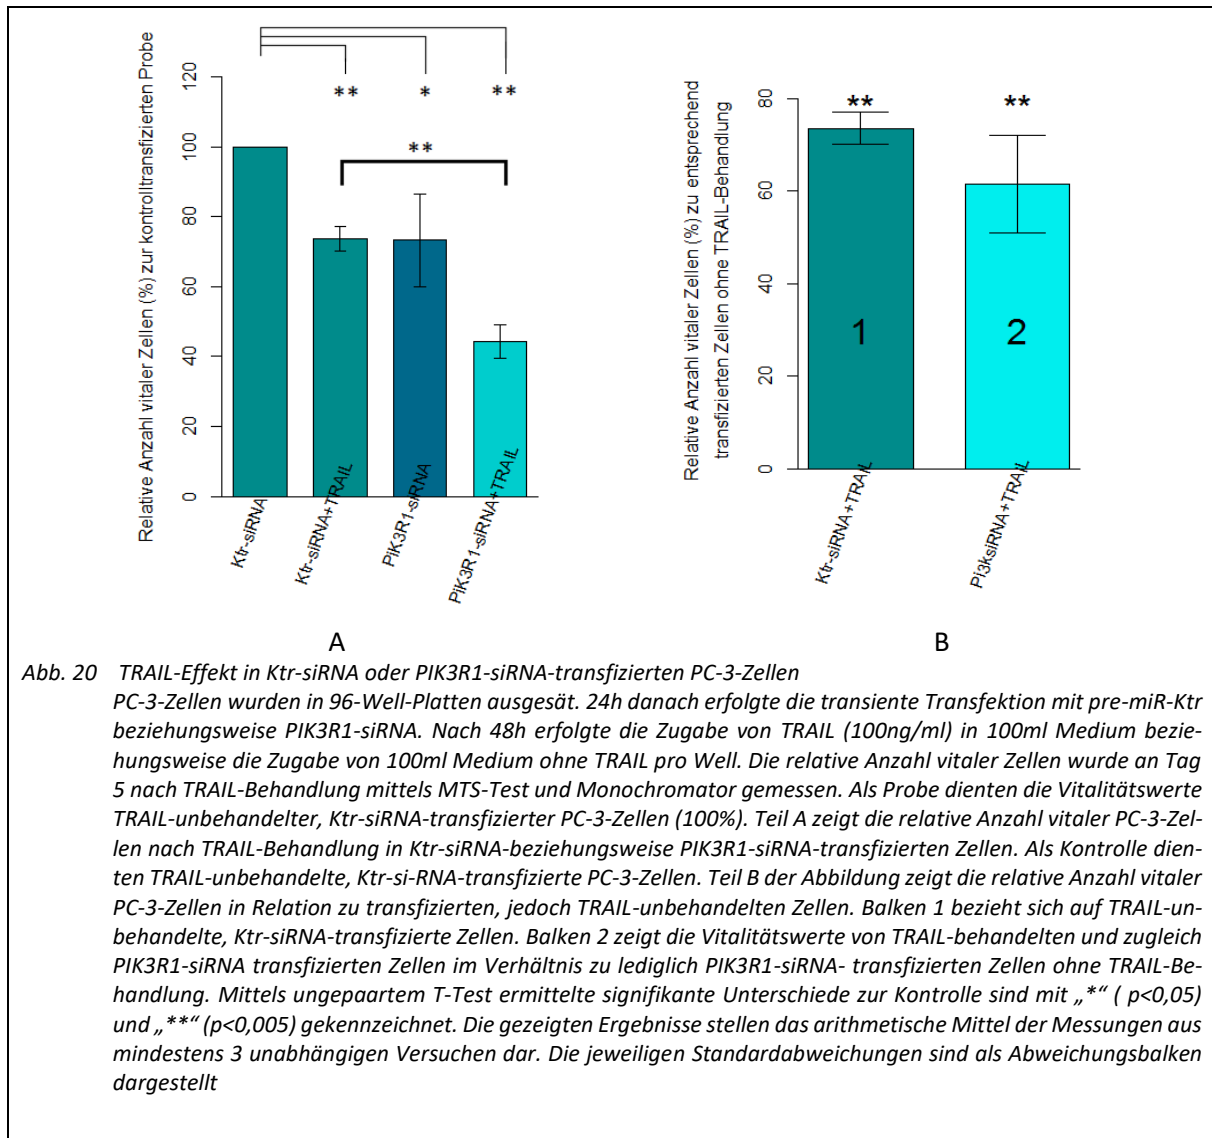 Relative Anzahl vitaler Zellen (%) zur kontrolltransfizierten Probe
120
100
80
60
40
20
0
** * **
**
Ktr-siRNA
Ktr-siRNA+TRAIL
PiK3R1-siRNA
PiK3R1-siRNA+TRAIL
A
Relative Anzahl vitaler Zellen (%) zu entsprechend
transfizierten Zellen ohne TRAIL-Behandlung
80
60
40
20
0
** **
1 2
Ktr-siRNA+TRAIL
Pi3ksiRNA+TRAIL
B
Abb. 20 TRAIL-Effekt in Ktr-siRNA oder PIK3R1-siRNA-transfizierten PC-3-Zellen
PC-3-Zellen wurden in 96-Well-Platten ausgesät. 24h danach erfolgte die transiente Transfektion mit pre-miR-Ktr
beziehungsweise PIK3R1-siRNA. Nach 48h erfolgte die Zugabe von TRAIL (100ng/ml) in 100ml Medium bezie-
hungsweise die Zugabe von 100ml Medium ohne TRAIL pro Well. Die relative Anzahl vitaler Zellen wurde an Tag
5 nach TRAIL-Behandlung mittels MTS-Test und Monochromator gemessen. Als Probe dienten die Vitalitätswerte
TRAIL-unbehandelter, Ktr-siRNA-transfizierter PC-3-Zellen (100%). Teil A zeigt die relative Anzahl vitaler PC-3-Zel-
len nach TRAIL-Behandlung in Ktr-siRNA-beziehungsweise PIK3R1-siRNA-transfizierten Zellen. Als Kontrolle dien-
ten TRAIL-unbehandelte, Ktr-si-RNA-transfizierte PC-3-Zellen. Teil B der Abbildung zeigt die relative Anzahl vitaler
PC-3-Zellen in Relation zu transfizierten, jedoch TRAIL-unbehandelten Zellen. Balken 1 bezieht sich auf TRAIL-un-
behandelte, Ktr-siRNA-transfizierte Zellen. Balken 2 zeigt die Vitalitätswerte von TRAIL-behandelten und zugleich
PIK3R1-siRNA transfizierten Zellen im Verhältnis zu lediglich PIK3R1-siRNA- transfizierten Zellen ohne TRAIL-Be-
handlung. Mittels ungepaartem T-Test ermittelte signifikante Unterschiede zur Kontrolle sind mit „*“ ( p<0,05)
und „**“ (p<0,005) gekennzeichnet. Die gezeigten Ergebnisse stellen das arithmetische Mittel der Messungen aus
mindestens 3 unabhängigen Versuchen dar. Die jeweiligen Standardabweichungen sind als Abweichungsbalken
dargestellt